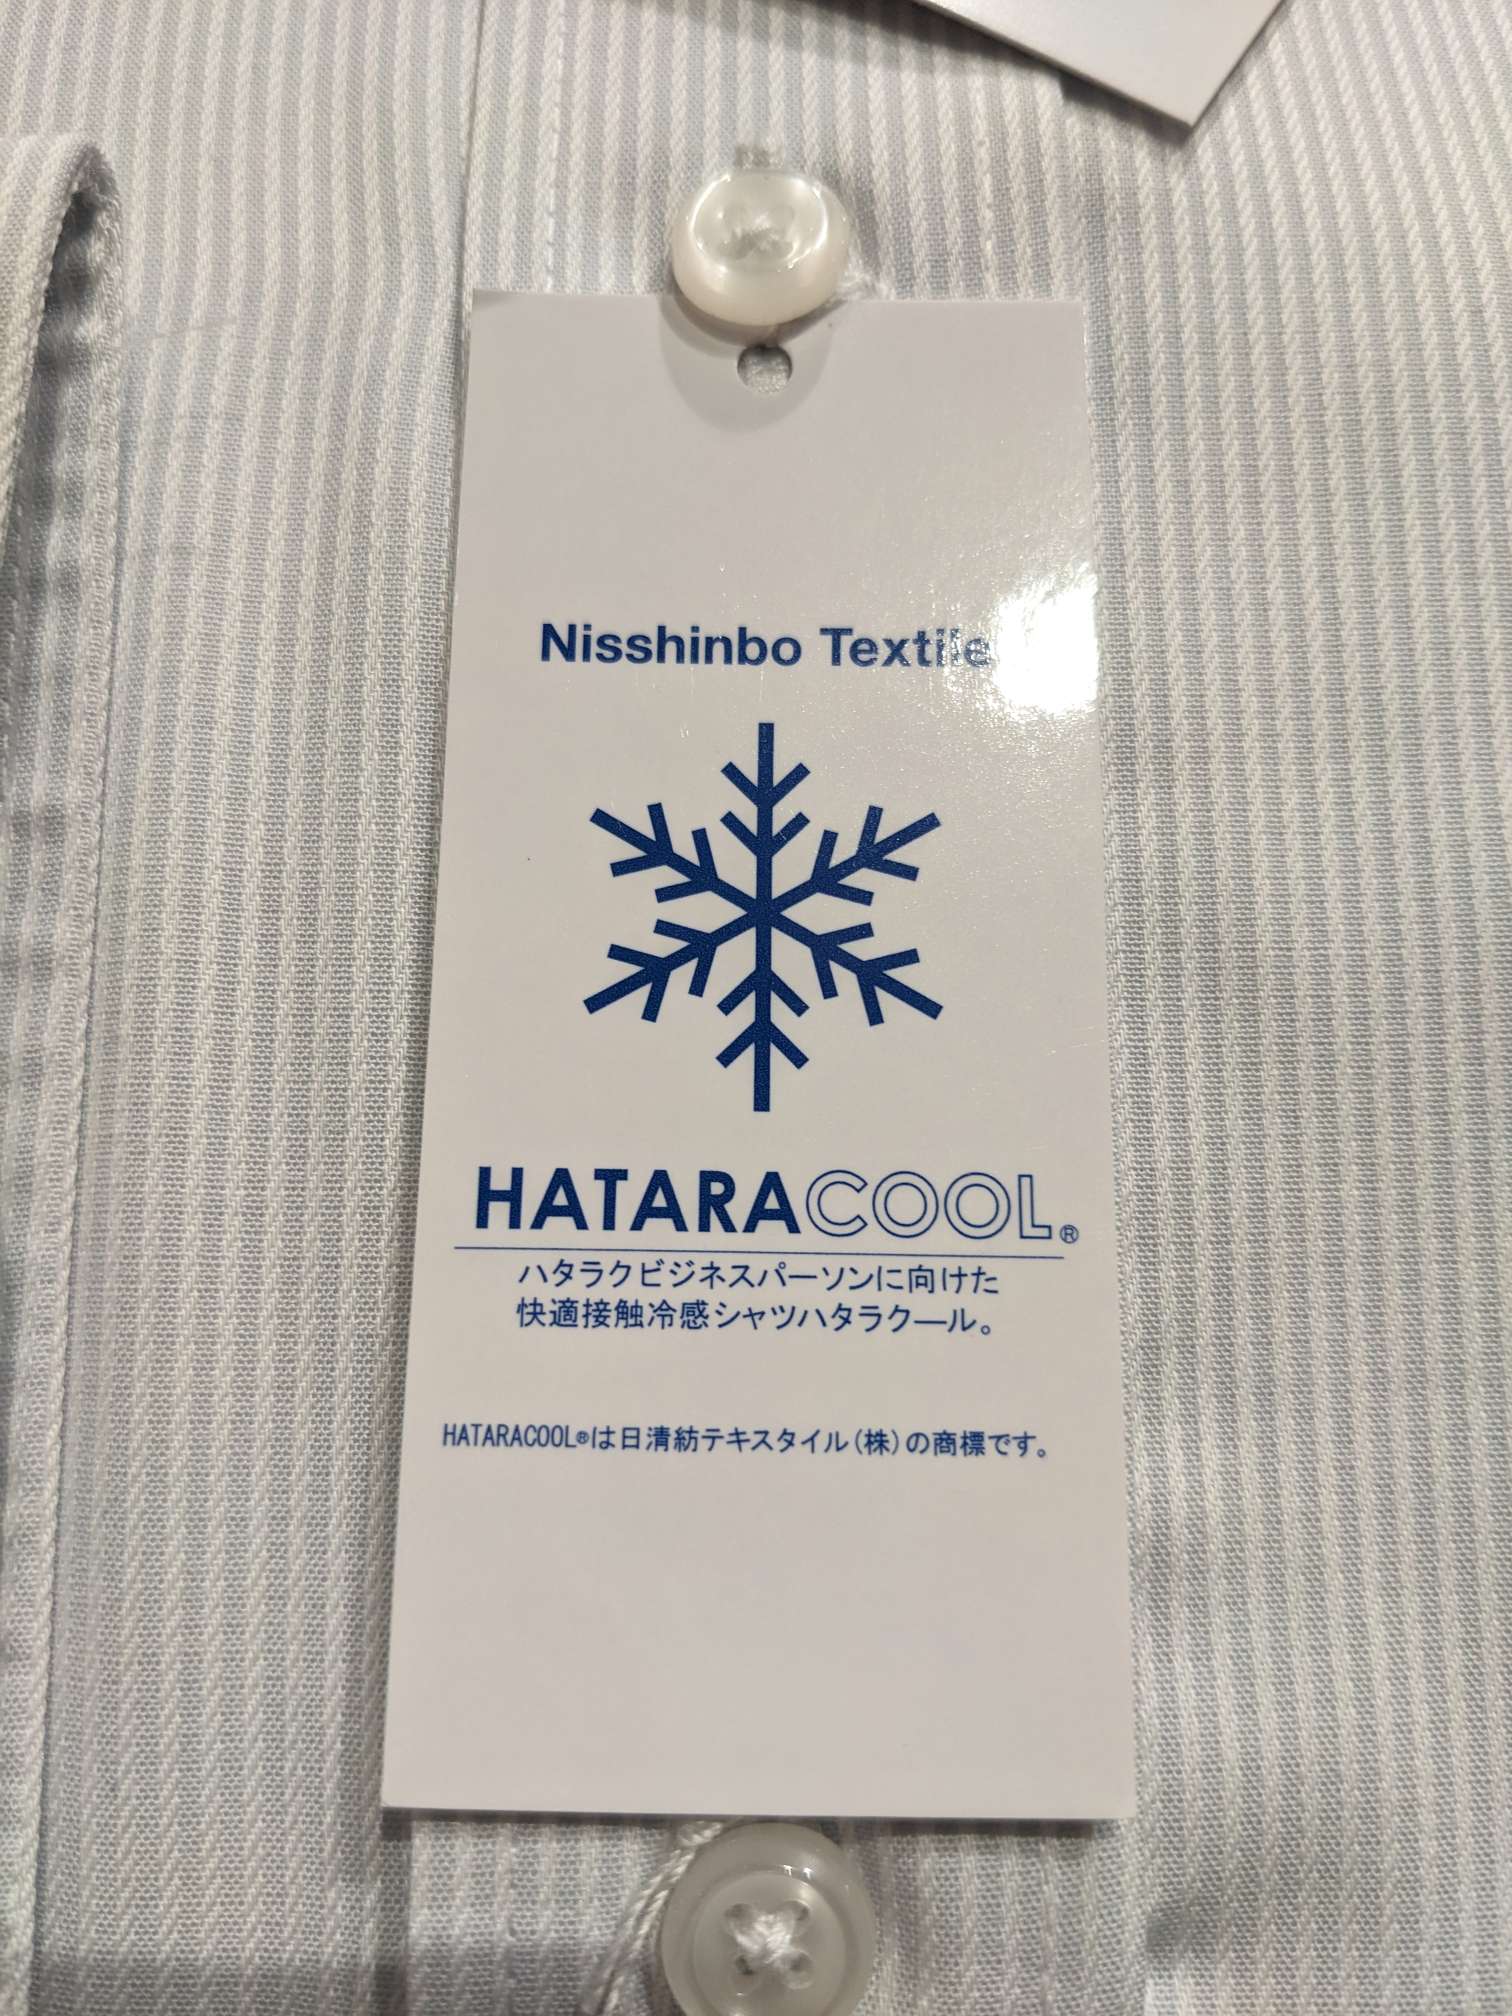 Nisshinbo Textile
HATARACOOL®
ハタラクビジネスパーソンに向けた
快適接触冷感シャツハタラクール。
HATARACOOL®は日清紡テキスタイル(株)の商標です。